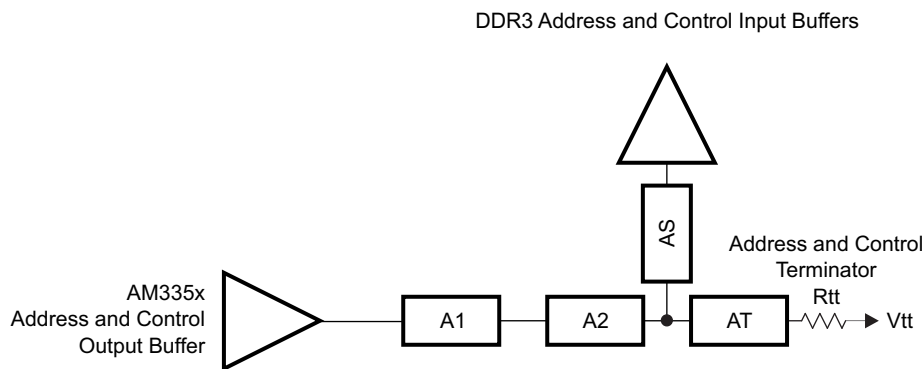 DDR3 Address and Control Input Buffers
AS
Address and Control
Terminator
Rtt
AM335x
Address and Control
Output Buffer
A1
A2
AT
Vtt